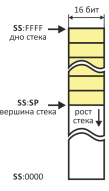 16 бит
SS:FFFF
дно стека
SS:SP
вершина стека
рост
стека
SS:0000